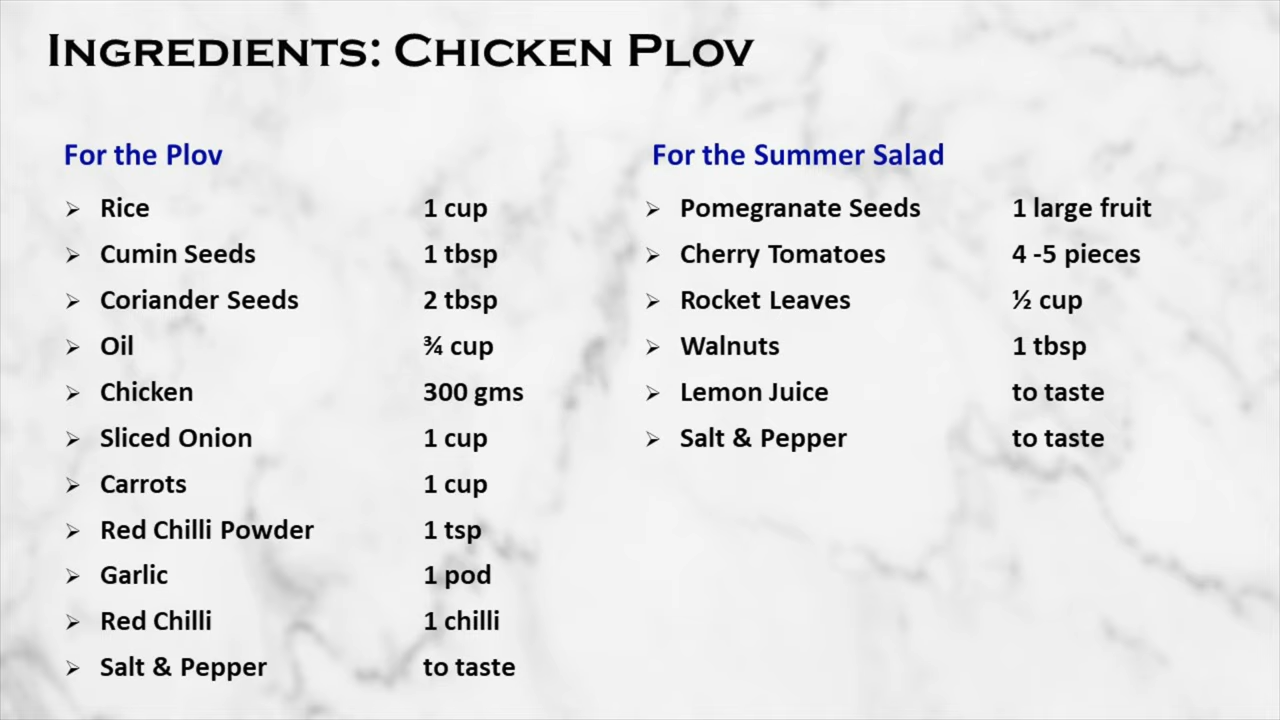 Ingredients: Chicken Plov
For the Plov
Rice 1 cup
Cumin Seeds 1 tbsp
Coriander Seeds 2 tbsp
Oil ¾ cup
Chicken 300 gms
Sliced Onion 1 cup
Carrots 1 cup
Red Chilli Powder 1 tsp
Garlic 1 pod
Red Chilli 1 chilli
Salt & Pepper to taste
For the Summer Salad
Pomegranate Seeds 1 large fruit
Cherry Tomatoes 4 -5 pieces
Rocket Leaves ½ cup
Walnuts 1 tbsp
Lemon Juice to taste
Salt & Pepper to taste